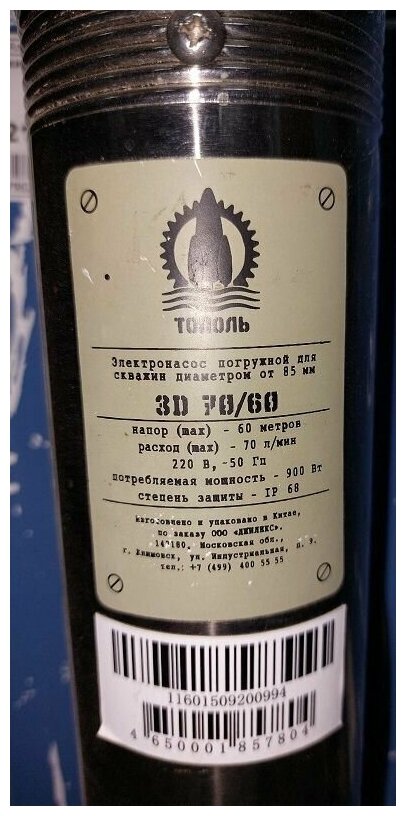 ТОПОЛЬ
Электронасос погружной для
скважин диаметром от 85 мм
3D 70/60
напор (max) - 60 метров
расход (max) - 70 л/мин
220 В, ~50 Гц
потребляемая мощность - 900 Вт
степень защиты - IP 68
изготовлено и упаковано в Китае,
по заказу ООО «ДЖИЛЕКС».
Московская обл.,
г. Климовск, ул. Индустриальная, д. 9.
тел.: +7 (499) 400 55 55
11601509200994
4 650001 857804